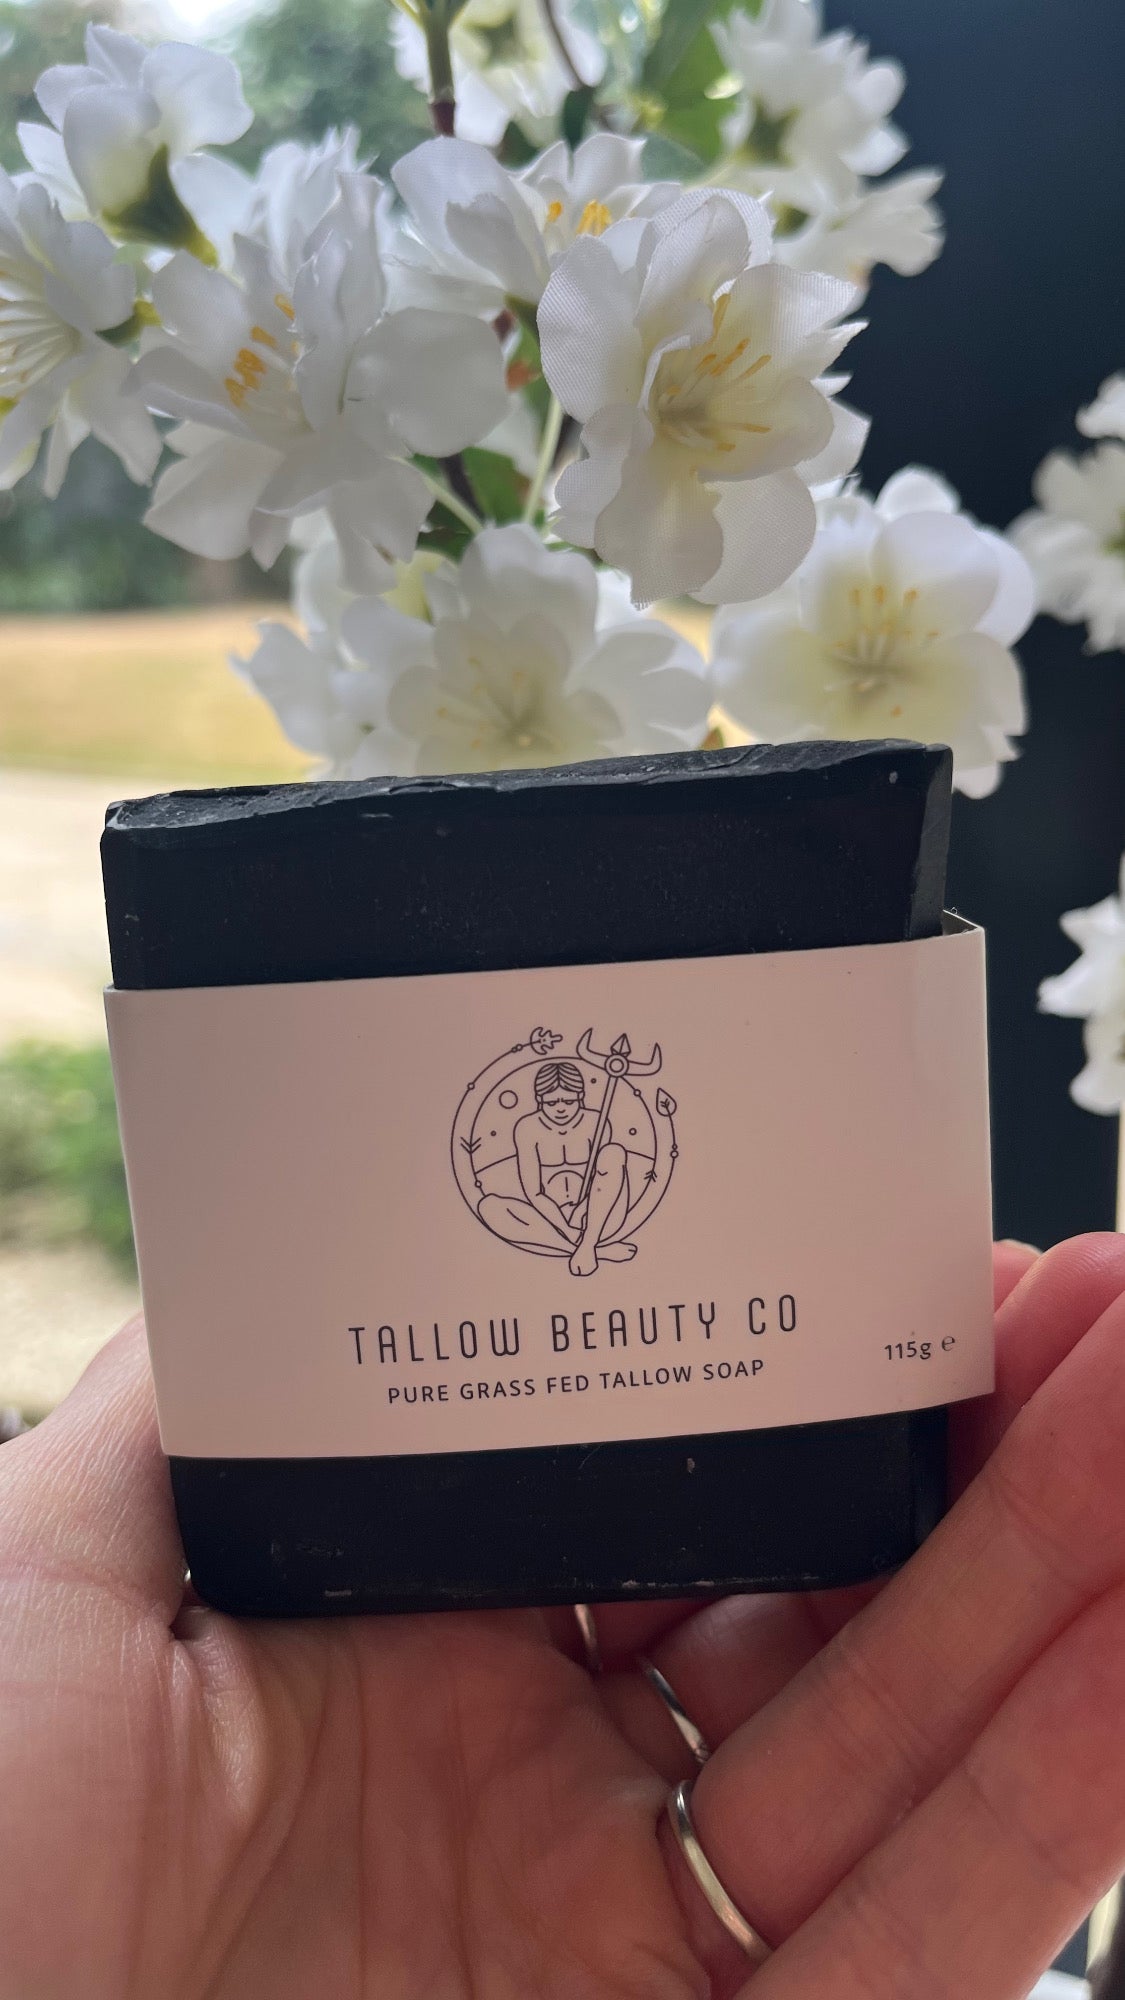 TALLOW BEAUTY CO
PURE GRASS FED TALLOW SOAP
115g ℮